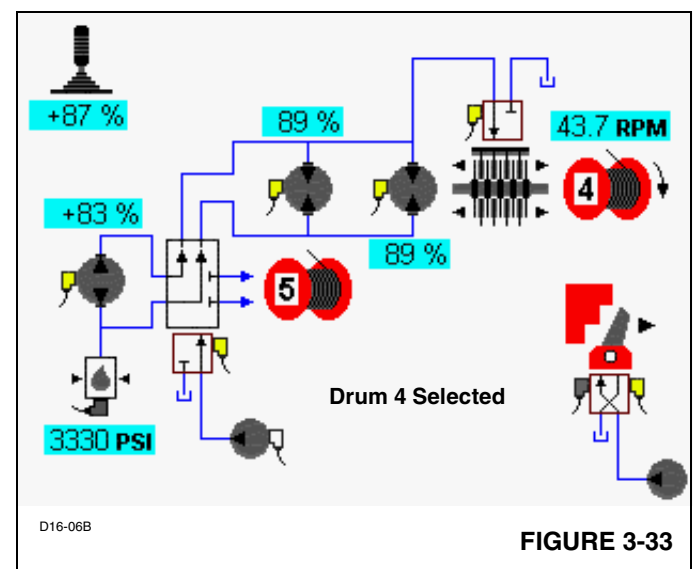 +87 %
89 %
43.7 RPM
4
+83 %
89 %
5
Drum 4 Selected
3330 PSI
D16-06B
FIGURE 3-33